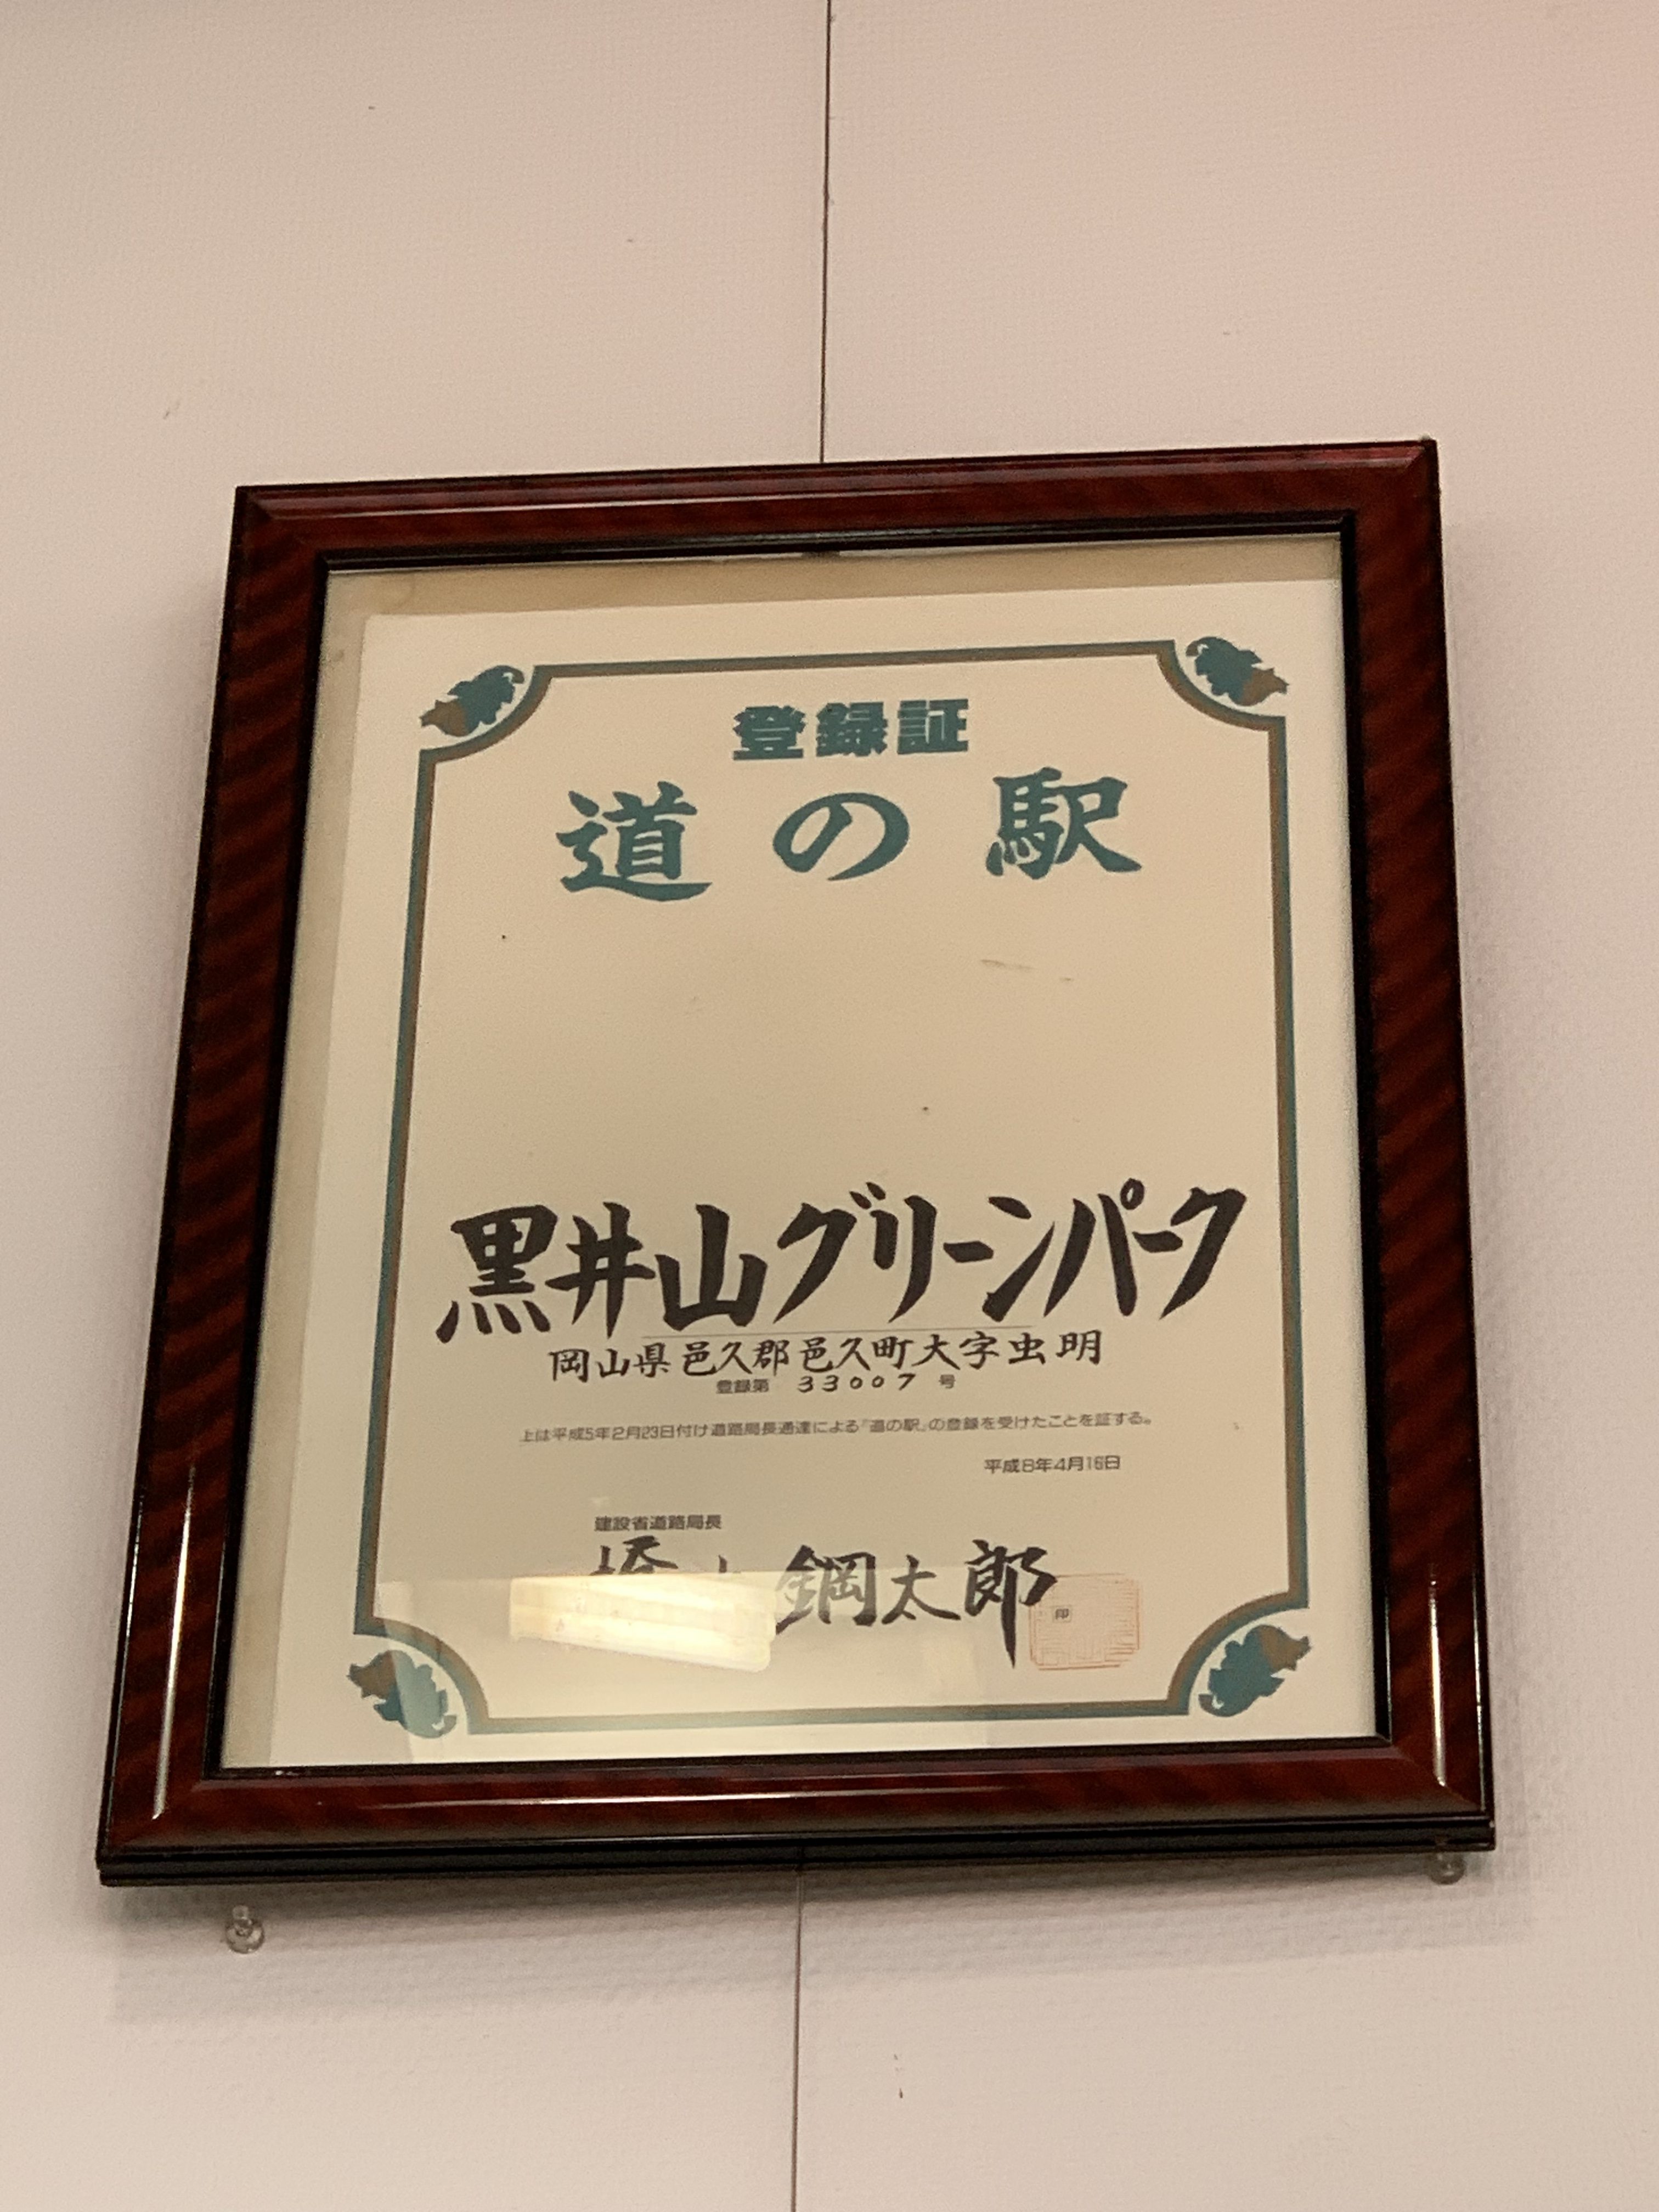 登録証
道の駅
黒井山グリーンパーク
岡山県邑久郡邑久町大字虫明
登録第 33007 号
上は平成5年2月23日付け道路局長通達による「道の駅」の登録を受けたことを証する。
平成8年4月16日
建設省道路局長
鋼太郎
印